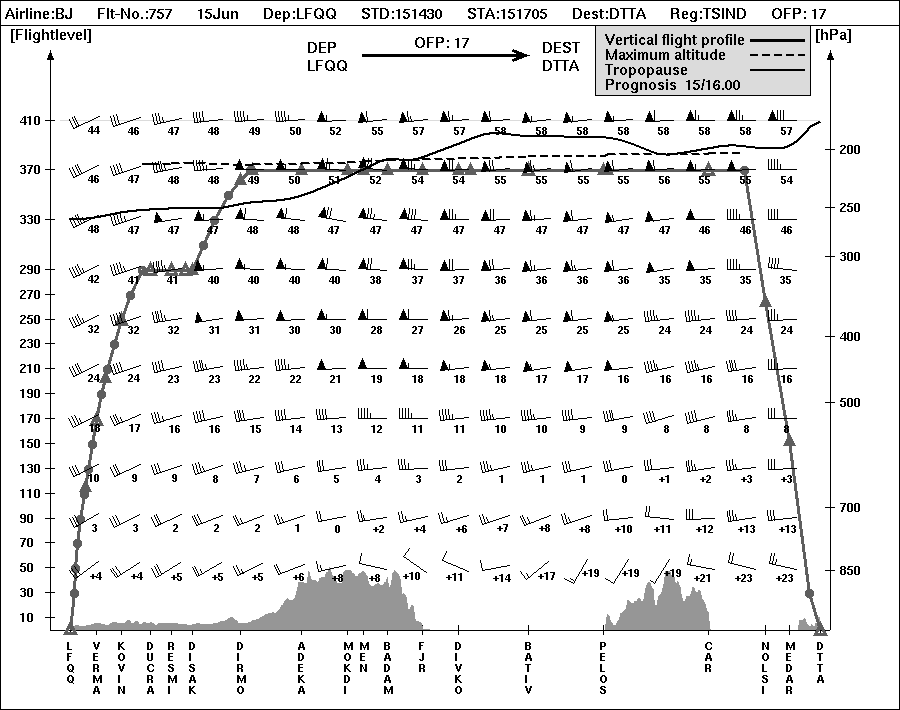 Airline:BJ Flt-No.:757 15Jun Dep:LFQQ STD:151430 STA:151705 Dest:DTTA Reg:TSIND OFP: 17
[Flightlevel] [hPa]
DEP OFP: 17 DEST
LFQQ DTTA
Vertical flight profile
Maximum altitude
Tropopause
Prognosis 15/16.00
410 44 46 47 48 49 50 52 55 57 57 58 58 58 58 58 58 57
200
370 46 47 48 48 49 50 51 52 54 54 55 55 55 56 55 55 54
250
330 48 47 47 47 48 48 47 47 47 47 47 47 47 47 46 46 46
300
290 42 41 41 40 40 40 40 38 37 37 36 36 36 36 35 35 35
270
250 32 32 32 31 31 30 30 28 27 26 25 25 25 25 24 24 24
230 400
210 24 24 23 23 22 22 21 19 18 18 18 17 17 16 16 16 16
190
500
170 18 17 16 16 15 14 13 12 11 11 10 10 9 9 8 8 8
150
130 10 9 9 8 7 6 5 4 3 2 1 1 1 0 +1 +2 +3 +3
110
700
90 3 3 2 2 2 1 0 +2 +4 +6 +7 +8 +8 +10 +11 +12 +13 +13
70
50 +4 +4 +5 +5 +5 +6 +8 +8 +10 +11 +14 +17 +19 +19 +19 +21 +23 +23 850
30
10
LFQQ VERMA KOVIN DUCRA RESMI DISAK DIRMO ADEKA MOKDI MEN BADAM FJR DIVKO BATIV PELOS CAR NOLSI MEDAR DTTA